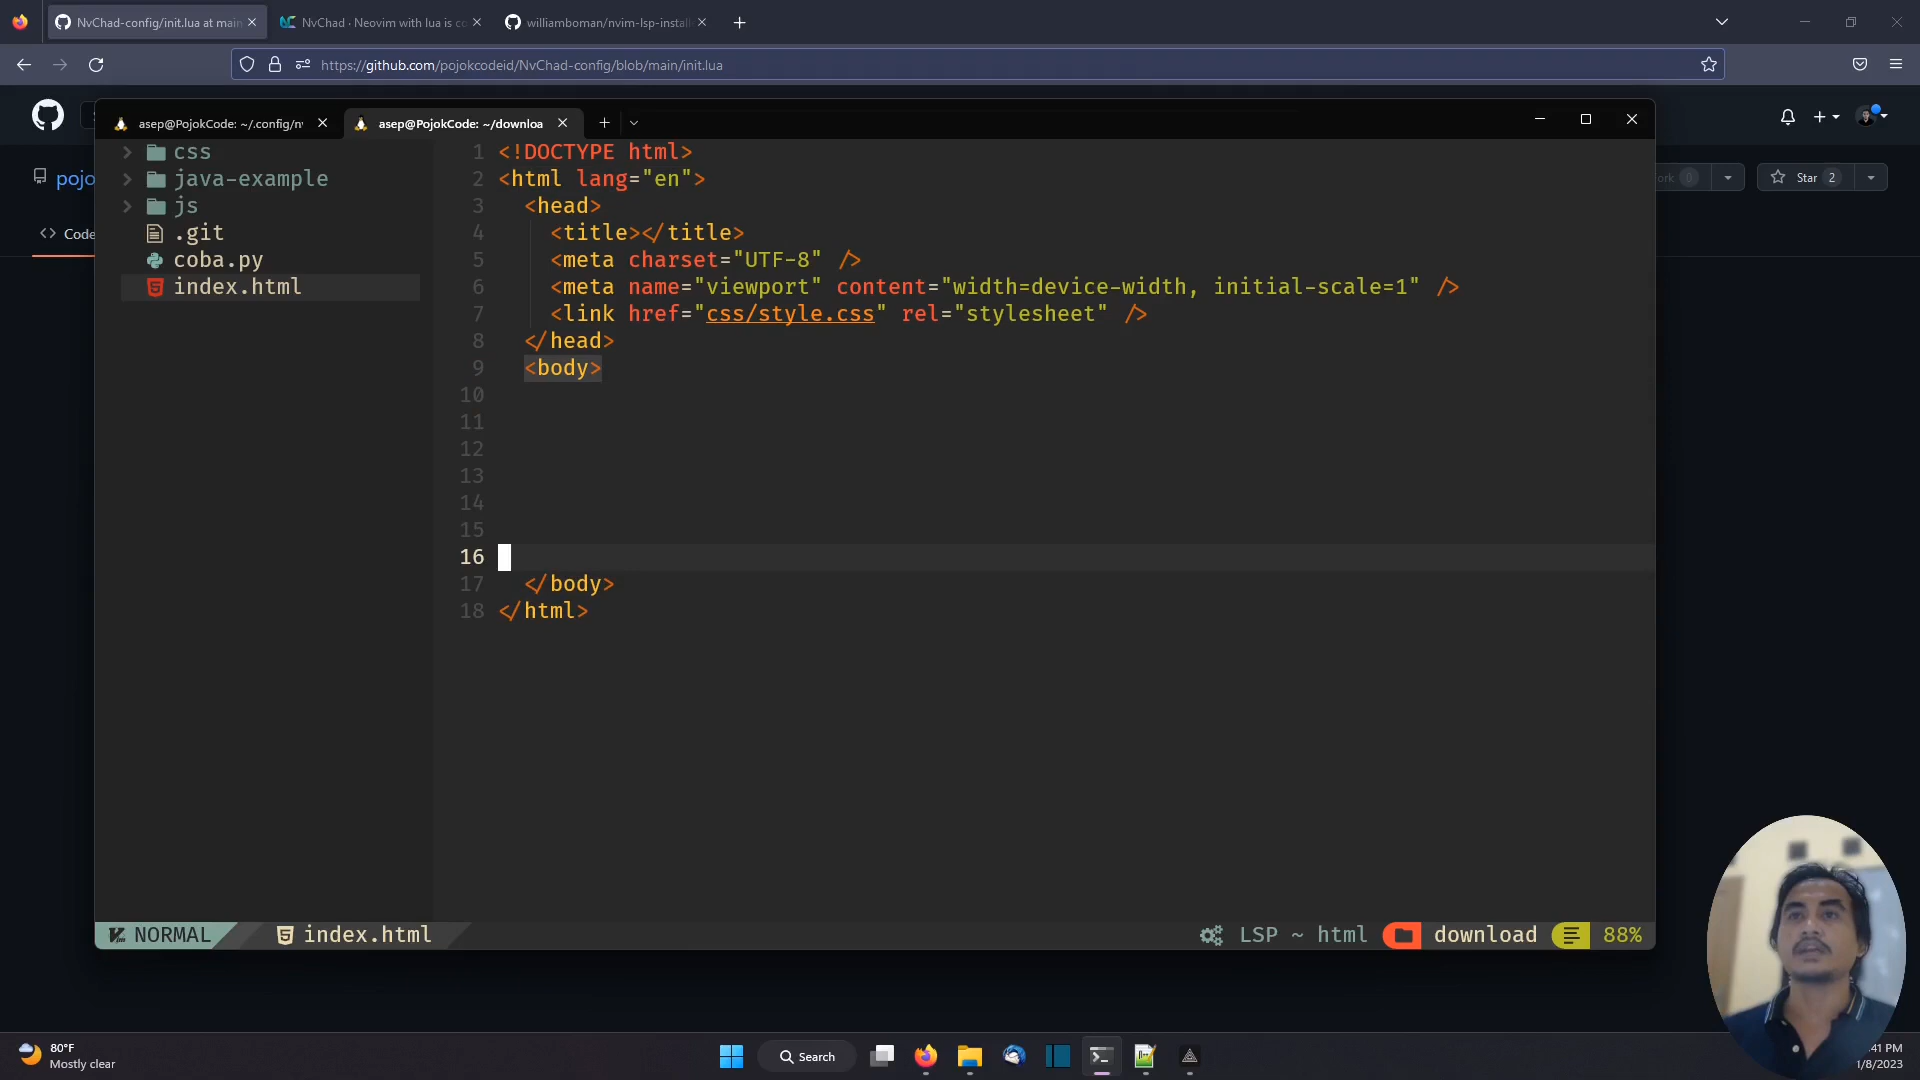 NvChad-config/init.lua at main
NvChad · Neovim with lua is co
williamboman/nvim-lsp-install
https://github.com/pojokcodeid/NvChad-config/blob/main/init.lua
asep@PojokCode: ~/.config/nv
asep@PojokCode: ~/downloa
pojo
Code
Star 2
css
java-example
js
.git
coba.py
index.html
1 <!DOCTYPE html>
2 <html lang="en">
3 <head>
4 <title></title>
5 <meta charset="UTF-8" />
6 <meta name="viewport" content="width=device-width, initial-scale=1" />
7 <link href="css/style.css" rel="stylesheet" />
8 </head>
9 <body>
10
11
12
13
14
15
16
17 </body>
18 </html>
NORMAL index.html LSP ~ html download 88%
80°F
Mostly clear
Search
:41 PM
1/8/2023